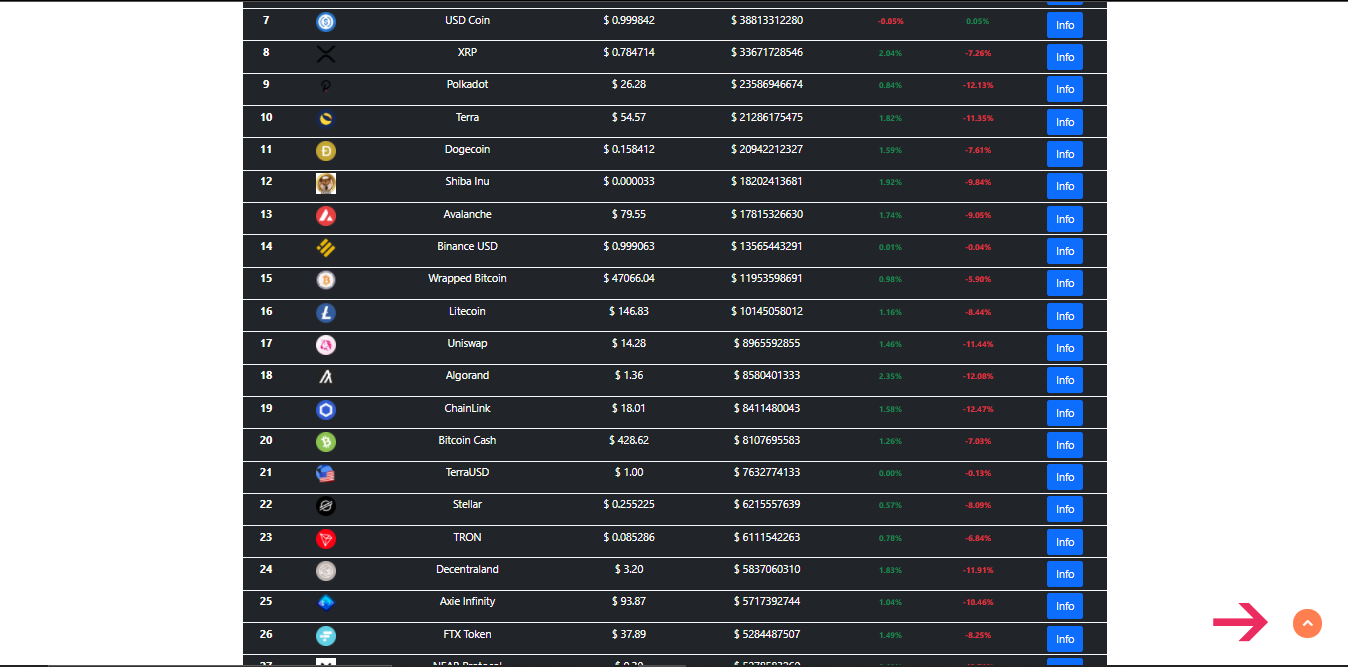 7 USD Coin $ 0.999842 $ 38813312280 -0.05% 0.05% Info
8 XRP $ 0.784714 $ 33671728546 2.04% -7.26% Info
9 Polkadot $ 26.28 $ 23586946674 0.84% -12.13% Info
10 Terra $ 54.57 $ 21286175475 1.82% -11.35% Info
11 Dogecoin $ 0.158412 $ 20942212327 1.59% -7.61% Info
12 Shiba Inu $ 0.000033 $ 18202413681 1.92% -9.84% Info
13 Avalanche $ 79.55 $ 17815326630 1.74% -9.05% Info
14 Binance USD $ 0.999063 $ 13565443291 0.01% -0.04% Info
15 Wrapped Bitcoin $ 47066.04 $ 11953598691 0.98% -5.90% Info
16 Litecoin $ 146.83 $ 10145058012 1.16% -8.44% Info
17 Uniswap $ 14.28 $ 8965592855 1.46% -11.44% Info
18 Algorand $ 1.36 $ 8580401333 2.35% -12.08% Info
19 ChainLink $ 18.01 $ 8411480043 1.58% -12.47% Info
20 Bitcoin Cash $ 428.62 $ 8107695583 1.26% -7.03% Info
21 TerraUSD $ 1.00 $ 7632774133 0.00% -0.13% Info
22 Stellar $ 0.255225 $ 6215557639 0.57% -8.09% Info
23 TRON $ 0.085286 $ 6111542263 0.78% -6.84% Info
24 Decentraland $ 3.20 $ 5837060310 1.83% -11.91% Info
25 Axie Infinity $ 93.87 $ 5717392744 1.04% -10.46% Info
26 FTX Token $ 37.89 $ 5284487507 1.49% -8.25% Info
27 NEAR Protocol